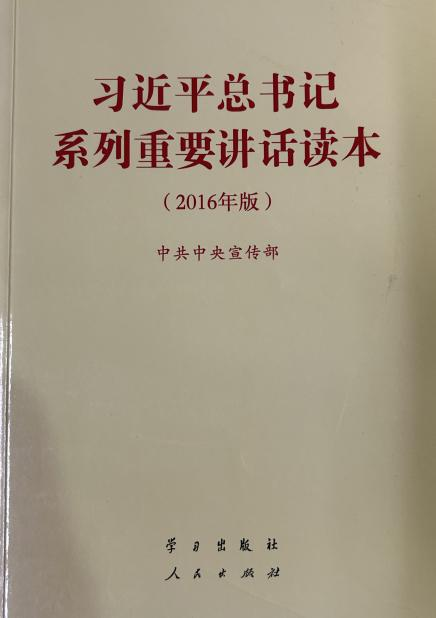 习近平总书记
系列重要讲话读本
（2016年版）
中共中央宣传部
学习出版社
人民出版社